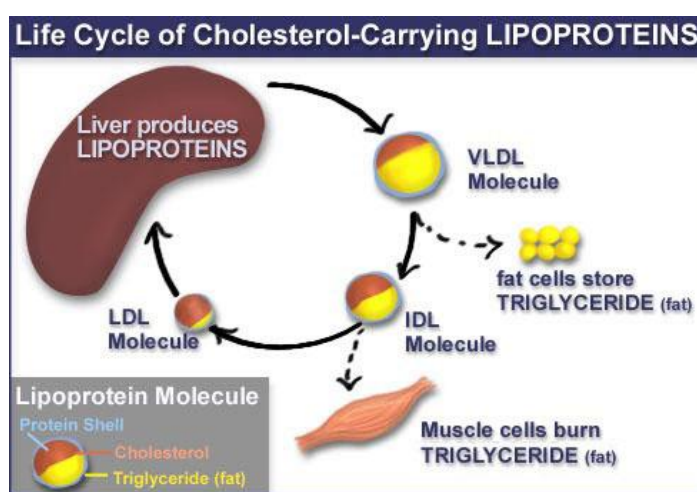 Life Cycle of Cholesterol-Carrying LIPOPROTEINS
Liver produces
LIPOPROTEINS
VLDL
Molecule
fat cells store
TRIGLYCERIDE (fat)
IDL
Molecule
LDL
Molecule
Muscle cells burn
TRIGLYCERIDE (fat)
Lipoprotein Molecule
Protein Shell
Cholesterol
Triglyceride (fat)